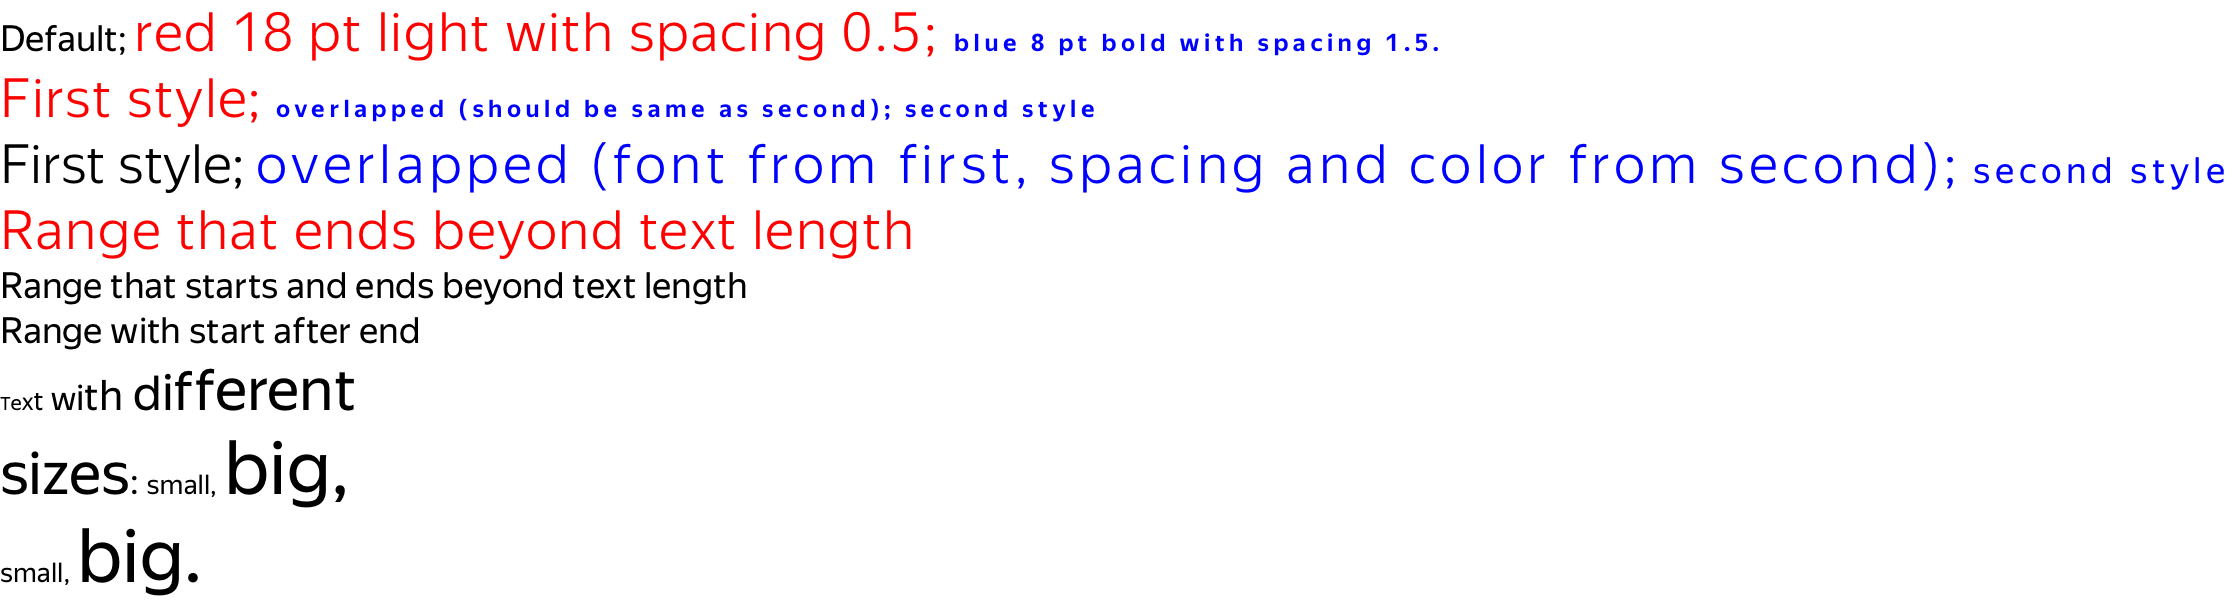 Default; red 18 pt light with spacing 0.5; blue 8 pt bold with spacing 1.5.
First style; overlapped (should be same as second); second style
First style; overlapped (font from first, spacing and color from second); second style
Range that ends beyond text length
Range that starts and ends beyond text length
Range with start after end
Text with different
sizes: small, big,
small, big.